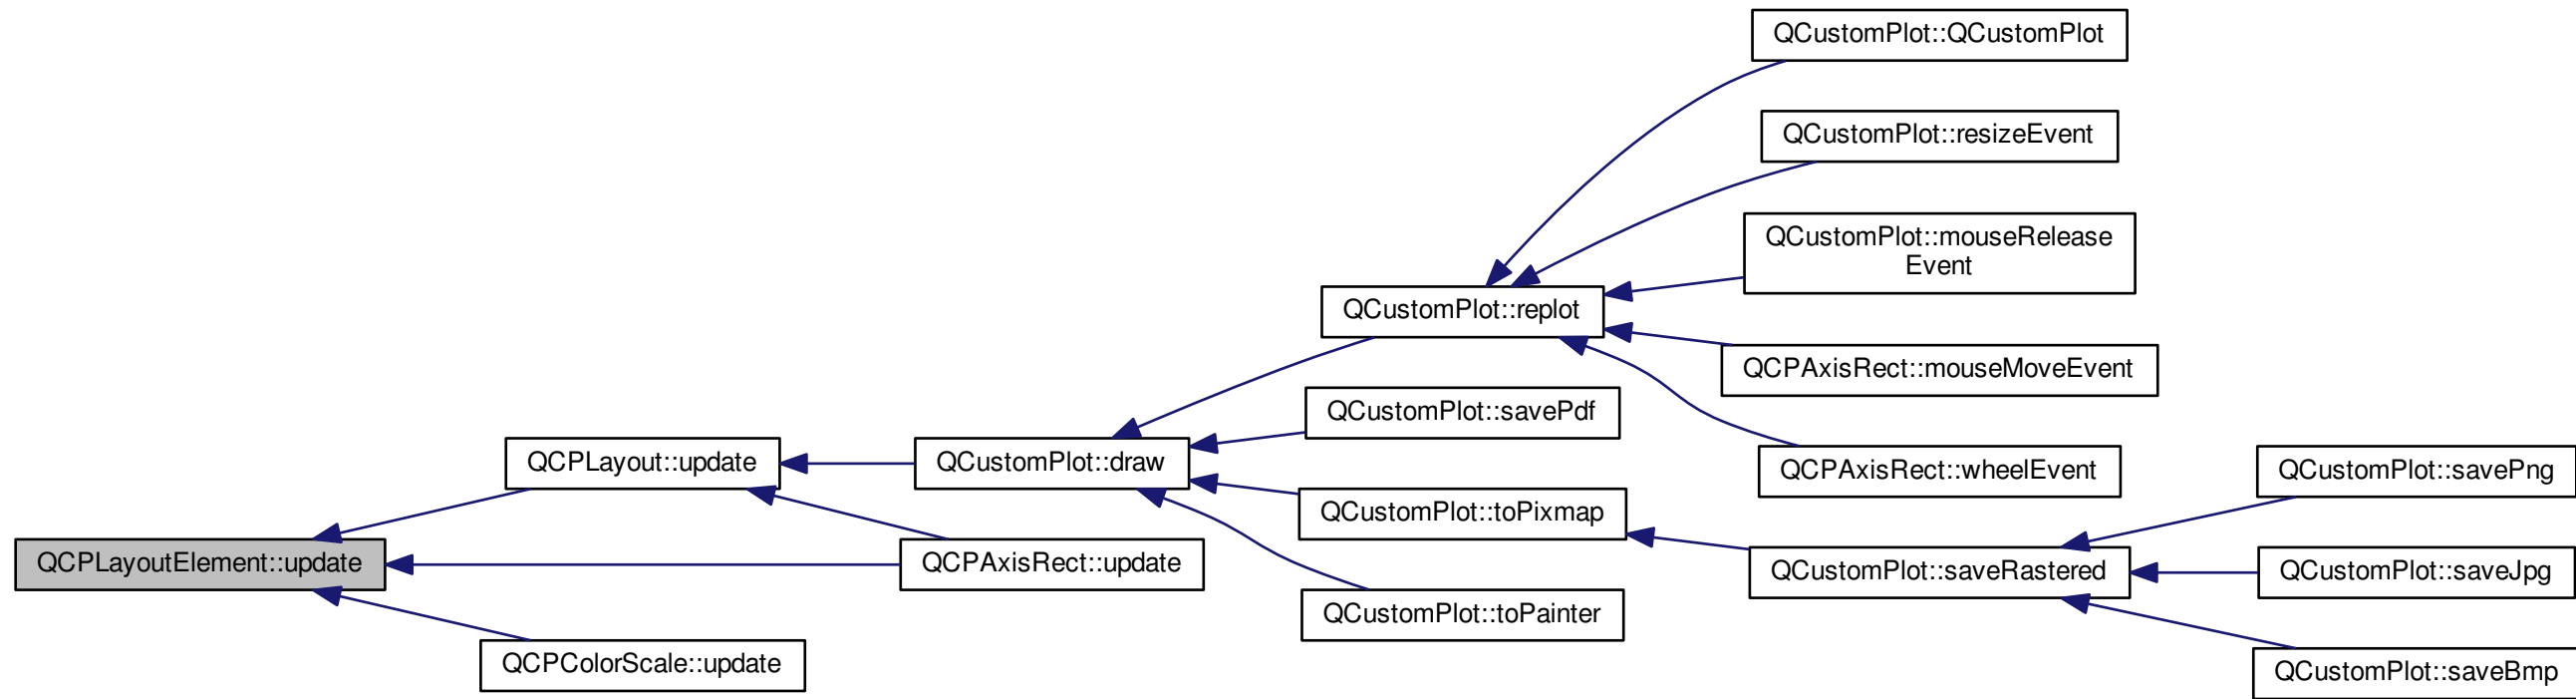 QCustomPlot::QCustomPlot
QCustomPlot::resizeEvent
QCustomPlot::mouseRelease
Event
QCustomPlot::replot
QCPAxisRect::mouseMoveEvent
QCustomPlot::savePdf
QCPLayout::update
QCustomPlot::draw
QCPAxisRect::wheelEvent
QCustomPlot::savePng
QCustomPlot::toPixmap
QCPLayoutElement::update
QCPAxisRect::update
QCustomPlot::saveRastered
QCustomPlot::saveJpg
QCustomPlot::toPainter
QCPColorScale::update
QCustomPlot::saveBmp